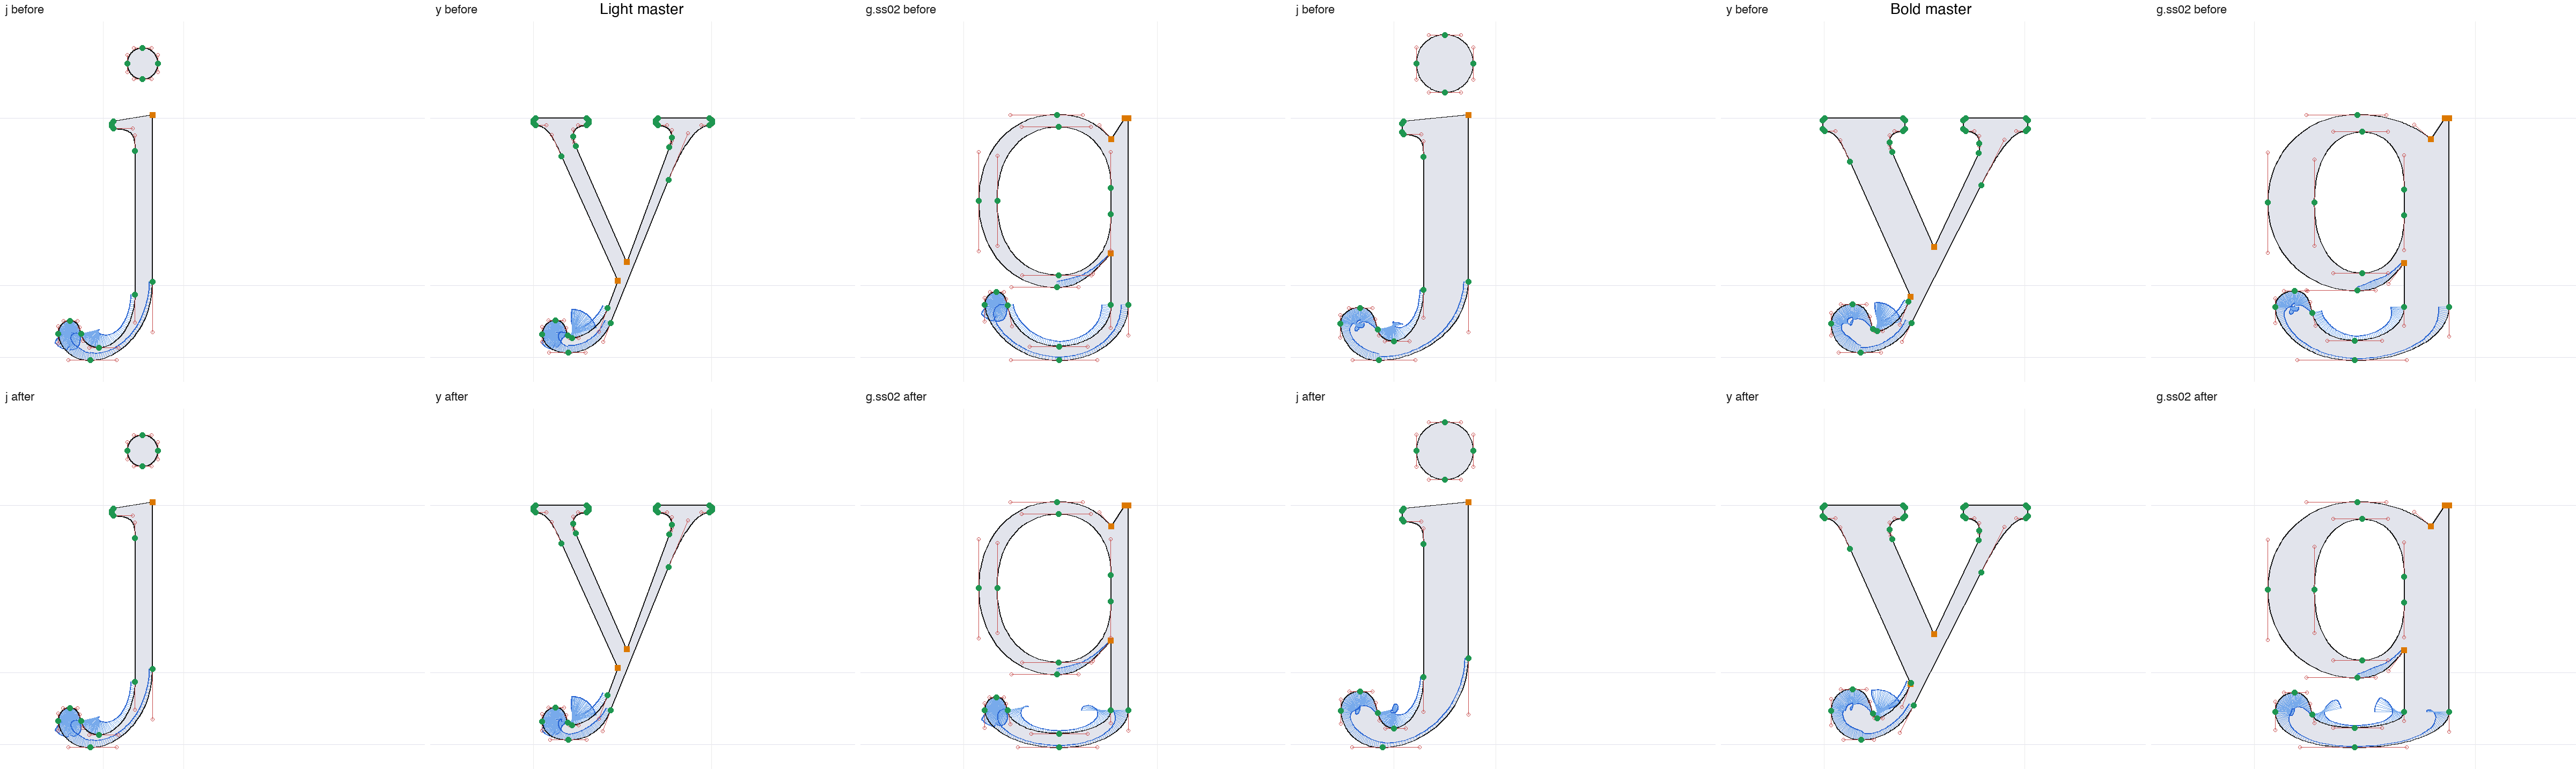 j before
y before
Light master
g.ss02 before
j before
y before
Bold master
g.ss02 before
j after
y after
g.ss02 after
j after
y after
g.ss02 after